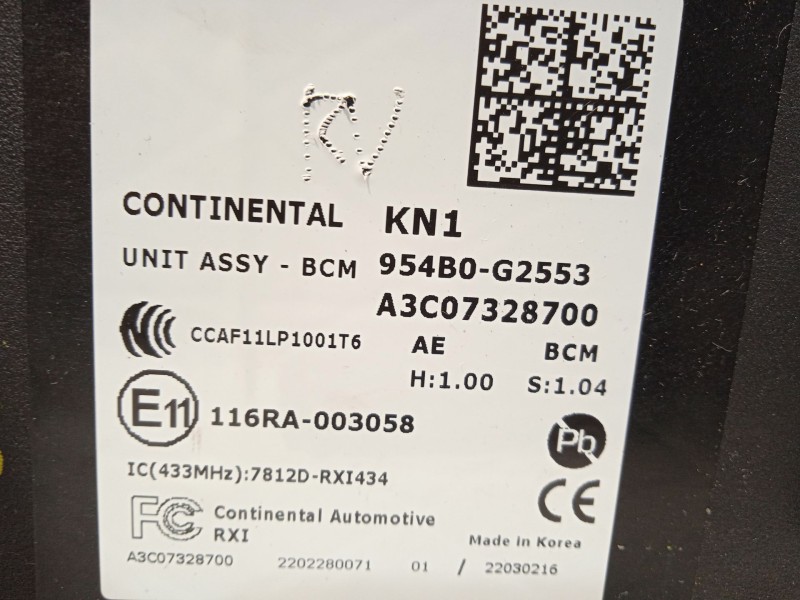 CONTINENTAL KN1
UNIT ASSY - BCM 954B0-G2553
A3C07328700
CCAF11LP1001T6 AE BCM
H:1.00 S:1.04
E11 116RA-003058
Pb
IC(433MHz):7812D-RXI434
CE
FC Continental Automotive
RXI
Made in Korea
A3C07328700 2202280071 01 / 22030216